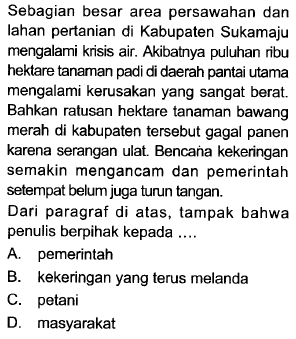 Sebagian besar area persawahan dan
lahan pertanian di Kabupaten Sukamaju
mengalami krisis air. Akibatnya puluhan ribu
hektare tanaman padi di daerah pantai utama
mengalami kerusakan yang sangat berat.
Bahkan ratusan hektare tanaman bawang
merah di kabupaten tersebut gagal panen
karena serangan ulat. Bencana kekeringan
semakin mengancam dan pemerintah
setempat belum juga turun tangan.
Dari paragraf di atas, tampak bahwa
penulis berpihak kepada ....
A. pemerintah
B. kekeringan yang terus melanda
C. petani
D. masyarakat